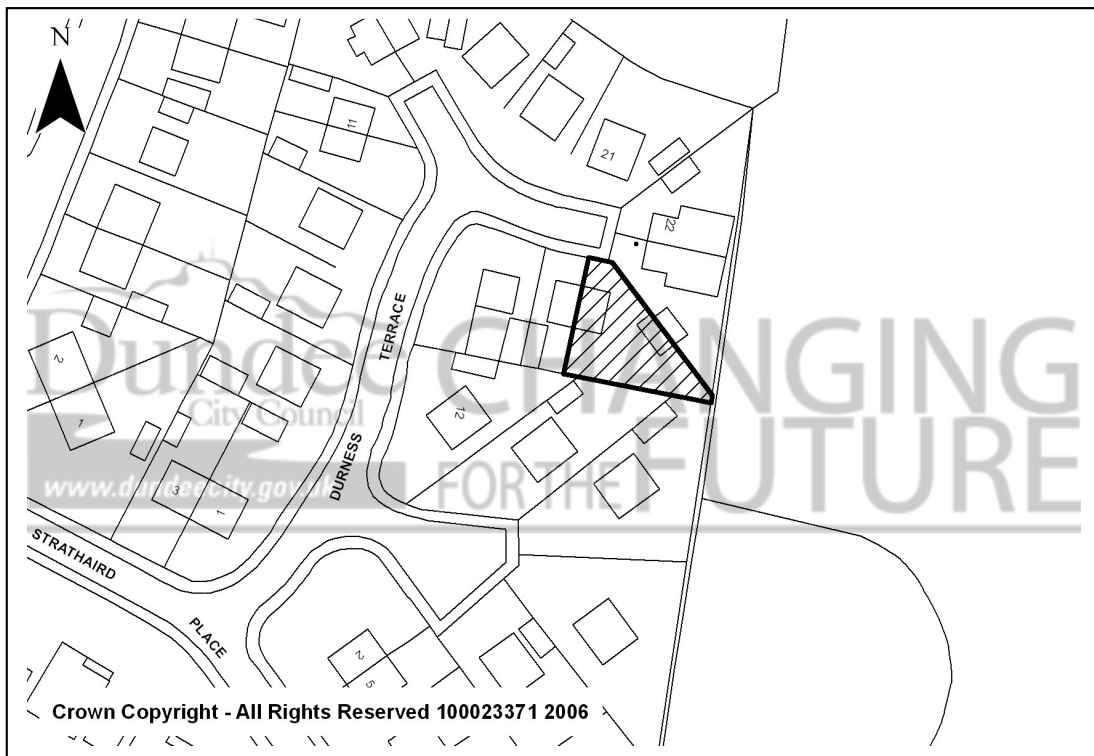 N
11
21
22
TERRACE
DURNESS
12
2
1
3
1
STRATHAIRD
PLACE
2
5
Dundee
City Council
www.dundeecity.gov.uk
CHANGING
FOR THE FUTURE
Crown Copyright - All Rights Reserved 100023371 2006